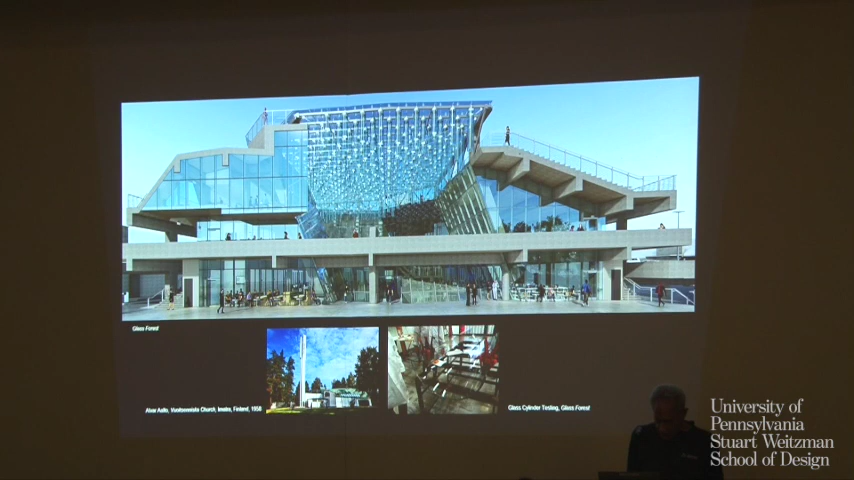 Glass Forest
Alvar Aalto, Vuoksenniska Church, Imatra, Finland, 1958
Glass Cylinder Testing, Glass Forest
University of
Pennsylvania
Stuart Weitzman
School of Design